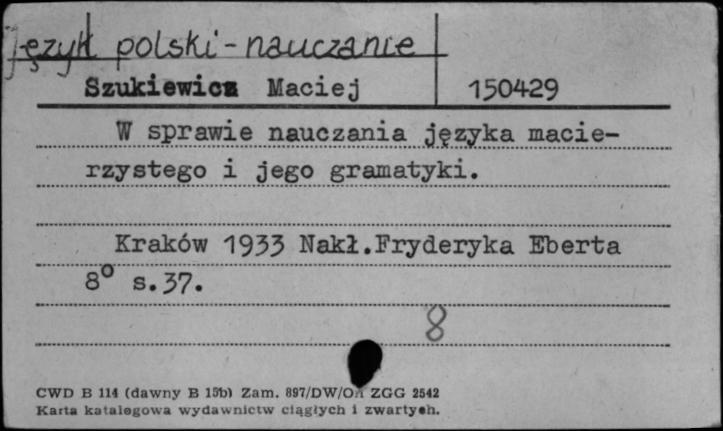 język polski-nauczanie
Szukiewicz Maciej 150429
W sprawie nauczania języka macie-
rzystego i jego gramatyki.
Kraków 1933 Nakł.Fryderyka Eberta
8° s.37.
8
CWD B 114 (dawny B 15b) Zam. 897/DW/OA ZGG 2542
Karta katalogowa wydawnictw ciągłych i zwartych.